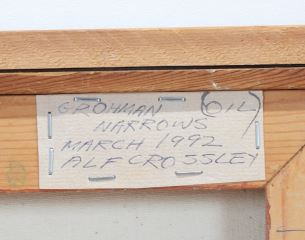 GROHMAN (OIL)
NARROWS
MARCH 1992
ALF CROSSLEY